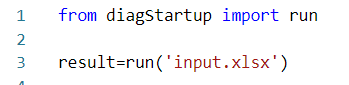 1 from diagStartup import run
2
3 result=run('input.xlsx')